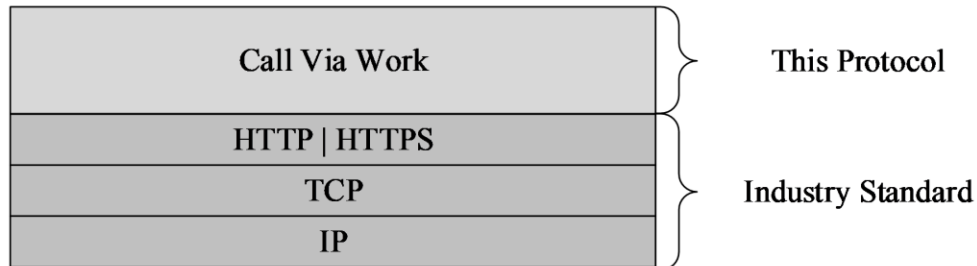 Call Via Work
This Protocol
HTTP | HTTPS
TCP
Industry Standard
IP